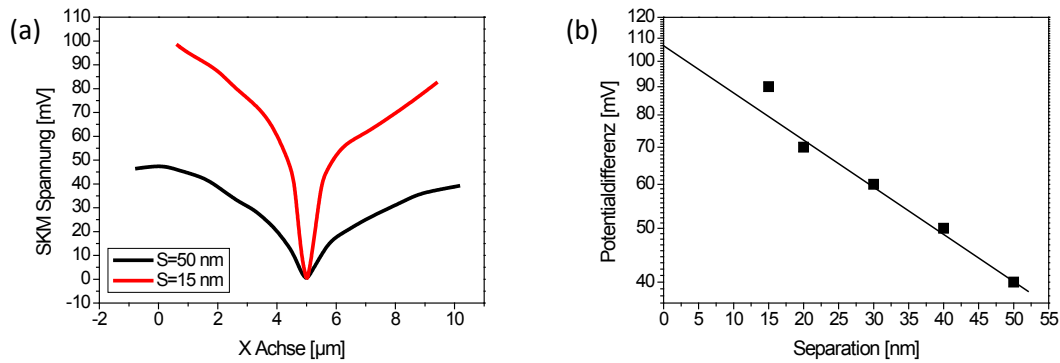 (a)
SKM Spannung [mV]
110
100
90
80
70
60
50
40
30
20
10
0
-10
S=50 nm
S=15 nm
-2 0 2 4 6 8 10
X Achse [µm]
(b)
Potentialdifferenz [mV]
120
110
100
90
80
70
60
50
40
0 5 10 15 20 25 30 35 40 45 50 55
Separation [nm]